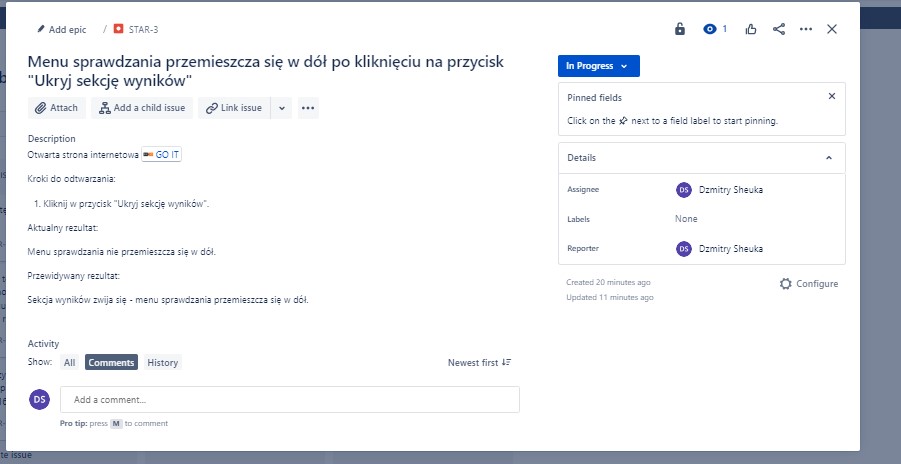 Add epic / STAR-3
1
Menu sprawdzania przemieszcza się w dół po kliknięciu na przycisk
"Ukryj sekcję wyników"
Attach
Add a child issue
Link issue
Description
Otwarta strona internetowa GO IT
Kroki do odtwarzania:
1. Kliknij w przycisk "Ukryj sekcję wyników".
Aktualny rezultat:
Menu sprawdzania nie przemieszcza się w dół.
Przewidywany rezultat:
Sekcja wyników zwija się - menu sprawdzania przemieszcza się w dół.
Activity
Show: All Comments History
Newest first
DS
Add a comment...
Pro tip: press M to comment
In Progress
Pinned fields
Click on the next to a field label to start pinning.
Details
Assignee
DS Dzmitry Sheuka
Labels
None
Reporter
DS Dzmitry Sheuka
Created 20 minutes ago
Updated 11 minutes ago
Configure
te issue